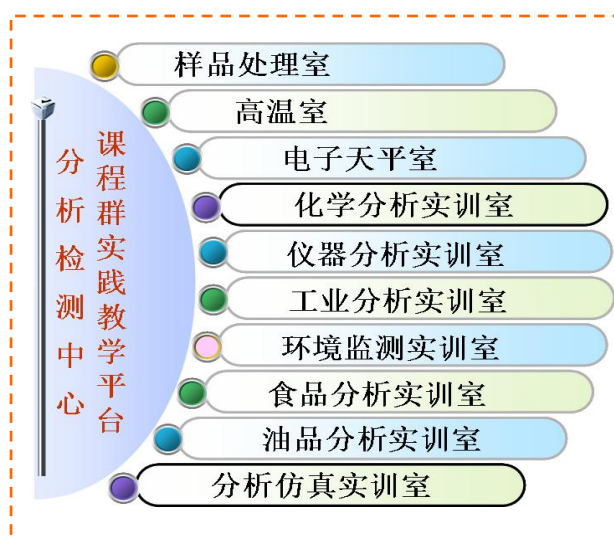 分析检测中心
课程群实践教学平台
样品处理室
高温室
电子天平室
化学分析实训室
仪器分析实训室
工业分析实训室
环境监测实训室
食品分析实训室
油品分析实训室
分析仿真实训室